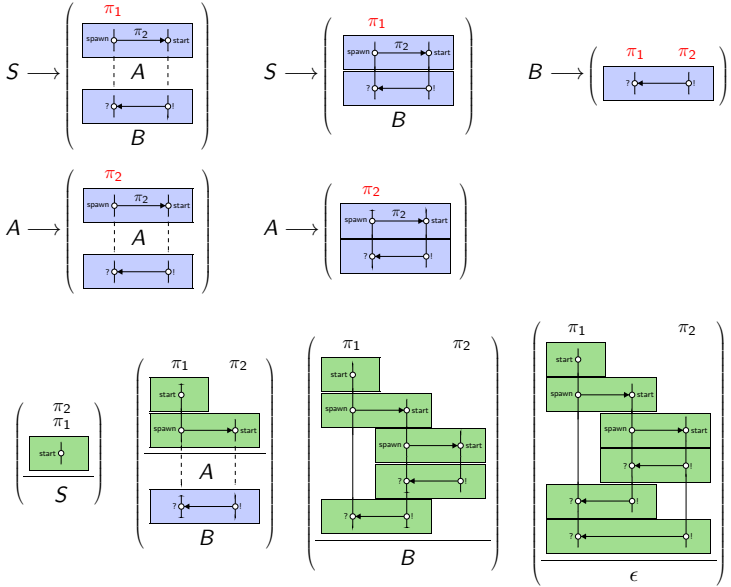 π₁
spawn π₂ start
S → A
? !
B
π₁
spawn π₂ start
S →
? !
B
π₁ π₂
B →
? !
π₂
spawn π₂ start
A → A
? !
π₂
spawn π₂ start
A →
? !
π₂
π₁
start
S
π₁ π₂
start
spawn start
A
? !
B
π₁ π₂
start
spawn start
spawn start
? !
? !
B
π₁ π₂
start
spawn start
spawn start
? !
? !
? !
ϵ